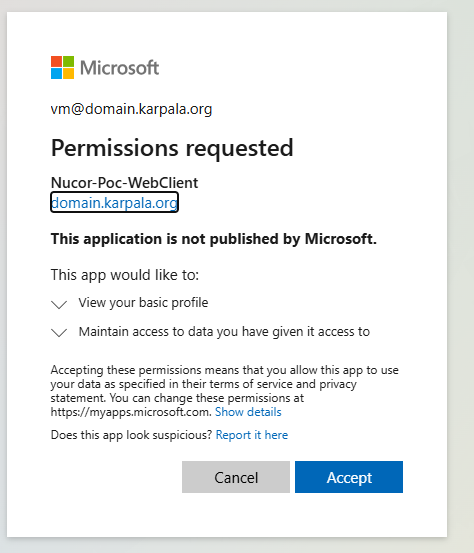 Microsoft
vm@domain.karpala.org
Permissions requested
Nucor-Poc-WebClient
domain.karpala.org
This application is not published by Microsoft.
This app would like to:
View your basic profile
Maintain access to data you have given it access to
Accepting these permissions means that you allow this app to use
your data as specified in their terms of service and privacy
statement. You can change these permissions at
https://myapps.microsoft.com. Show details
Does this app look suspicious? Report it here
Cancel Accept